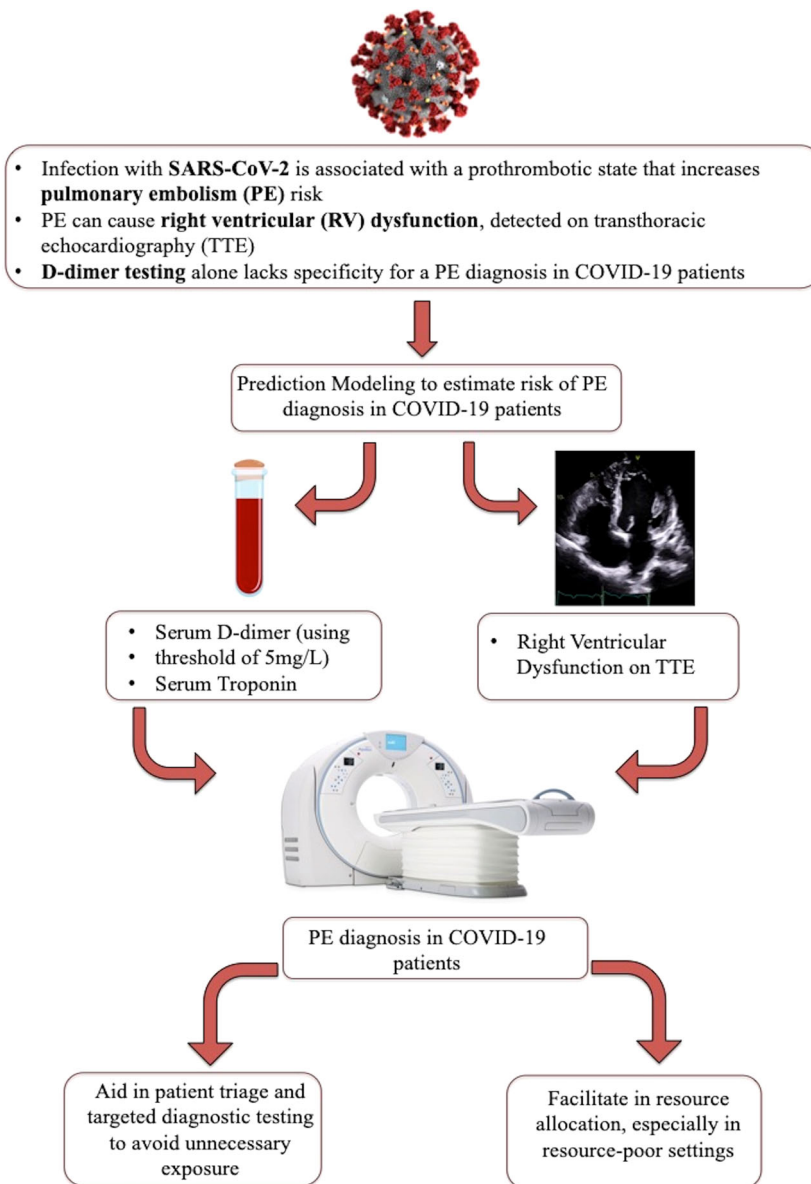 • Infection with SARS-CoV-2 is associated with a prothrombotic state that increases
pulmonary embolism (PE) risk
• PE can cause right ventricular (RV) dysfunction, detected on transthoracic
echocardiography (TTE)
• D-dimer testing alone lacks specificity for a PE diagnosis in COVID-19 patients
Prediction Modeling to estimate risk of PE
diagnosis in COVID-19 patients
• Serum D-dimer (using
• threshold of 5mg/L)
• Serum Troponin
• Right Ventricular
Dysfunction on TTE
PE diagnosis in COVID-19
patients
Aid in patient triage and
targeted diagnostic testing
to avoid unnecessary
exposure
Facilitate in resource
allocation, especially in
resource-poor settings